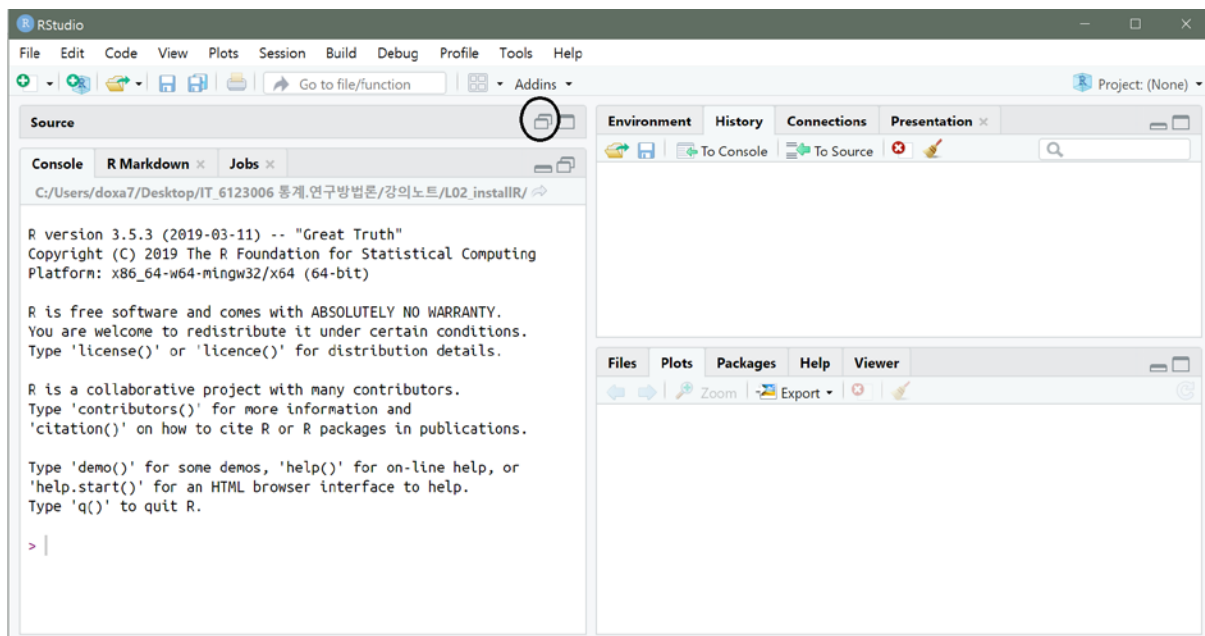 RStudio
File Edit Code View Plots Session Build Debug Profile Tools Help
Go to file/function Addins Project: (None)
Source
Console R Markdown Jobs
C:/Users/doxa7/Desktop/IT_6123006 통계.연구방법론/강의노트/L02_installR/
R version 3.5.3 (2019-03-11) -- "Great Truth"
Copyright (C) 2019 The R Foundation for Statistical Computing
Platform: x86_64-w64-mingw32/x64 (64-bit)
R is free software and comes with ABSOLUTELY NO WARRANTY.
You are welcome to redistribute it under certain conditions.
Type 'license()' or 'licence()' for distribution details.
R is a collaborative project with many contributors.
Type 'contributors()' for more information and
'citation()' on how to cite R or R packages in publications.
Type 'demo()' for some demos, 'help()' for on-line help, or
'help.start()' for an HTML browser interface to help.
Type 'q()' to quit R.
>
Environment History Connections Presentation
To Console To Source
Files Plots Packages Help Viewer
Zoom Export